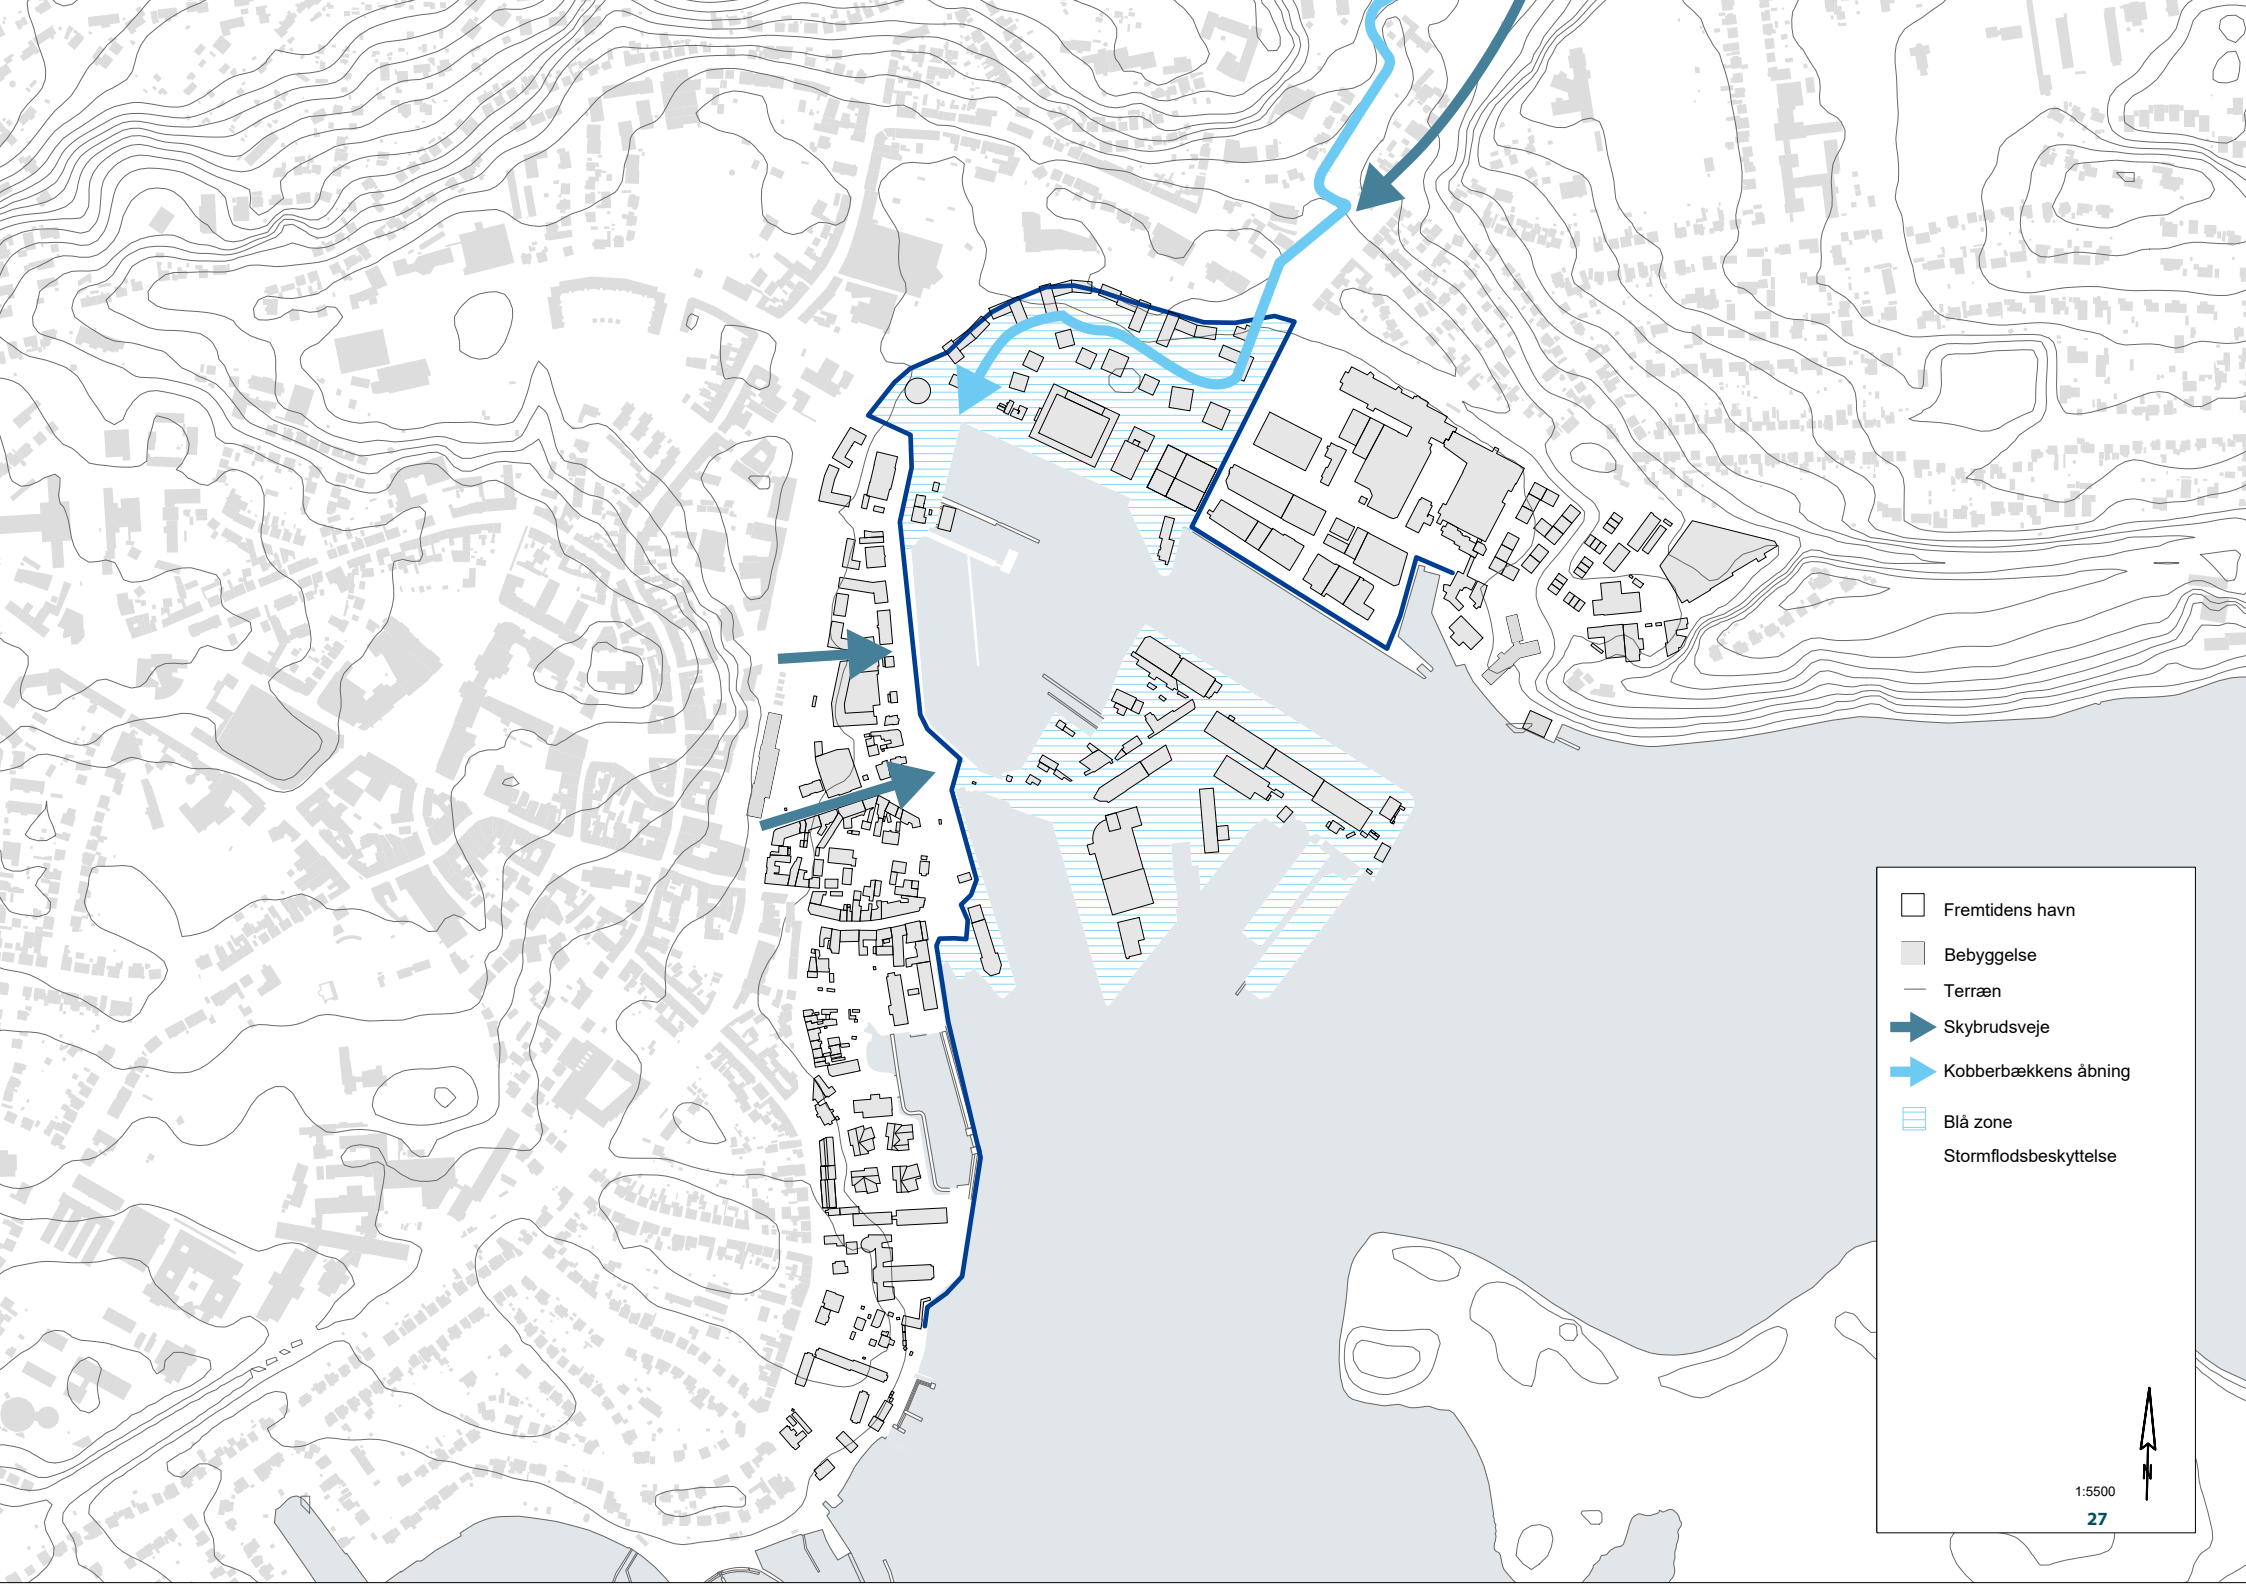 Fremtidens havn
Bebyggelse
Terræn
Skybrudsveje
Kobberbækkens åbning
Blå zone
Stormflodsbeskyttelse
N
1:5500
27